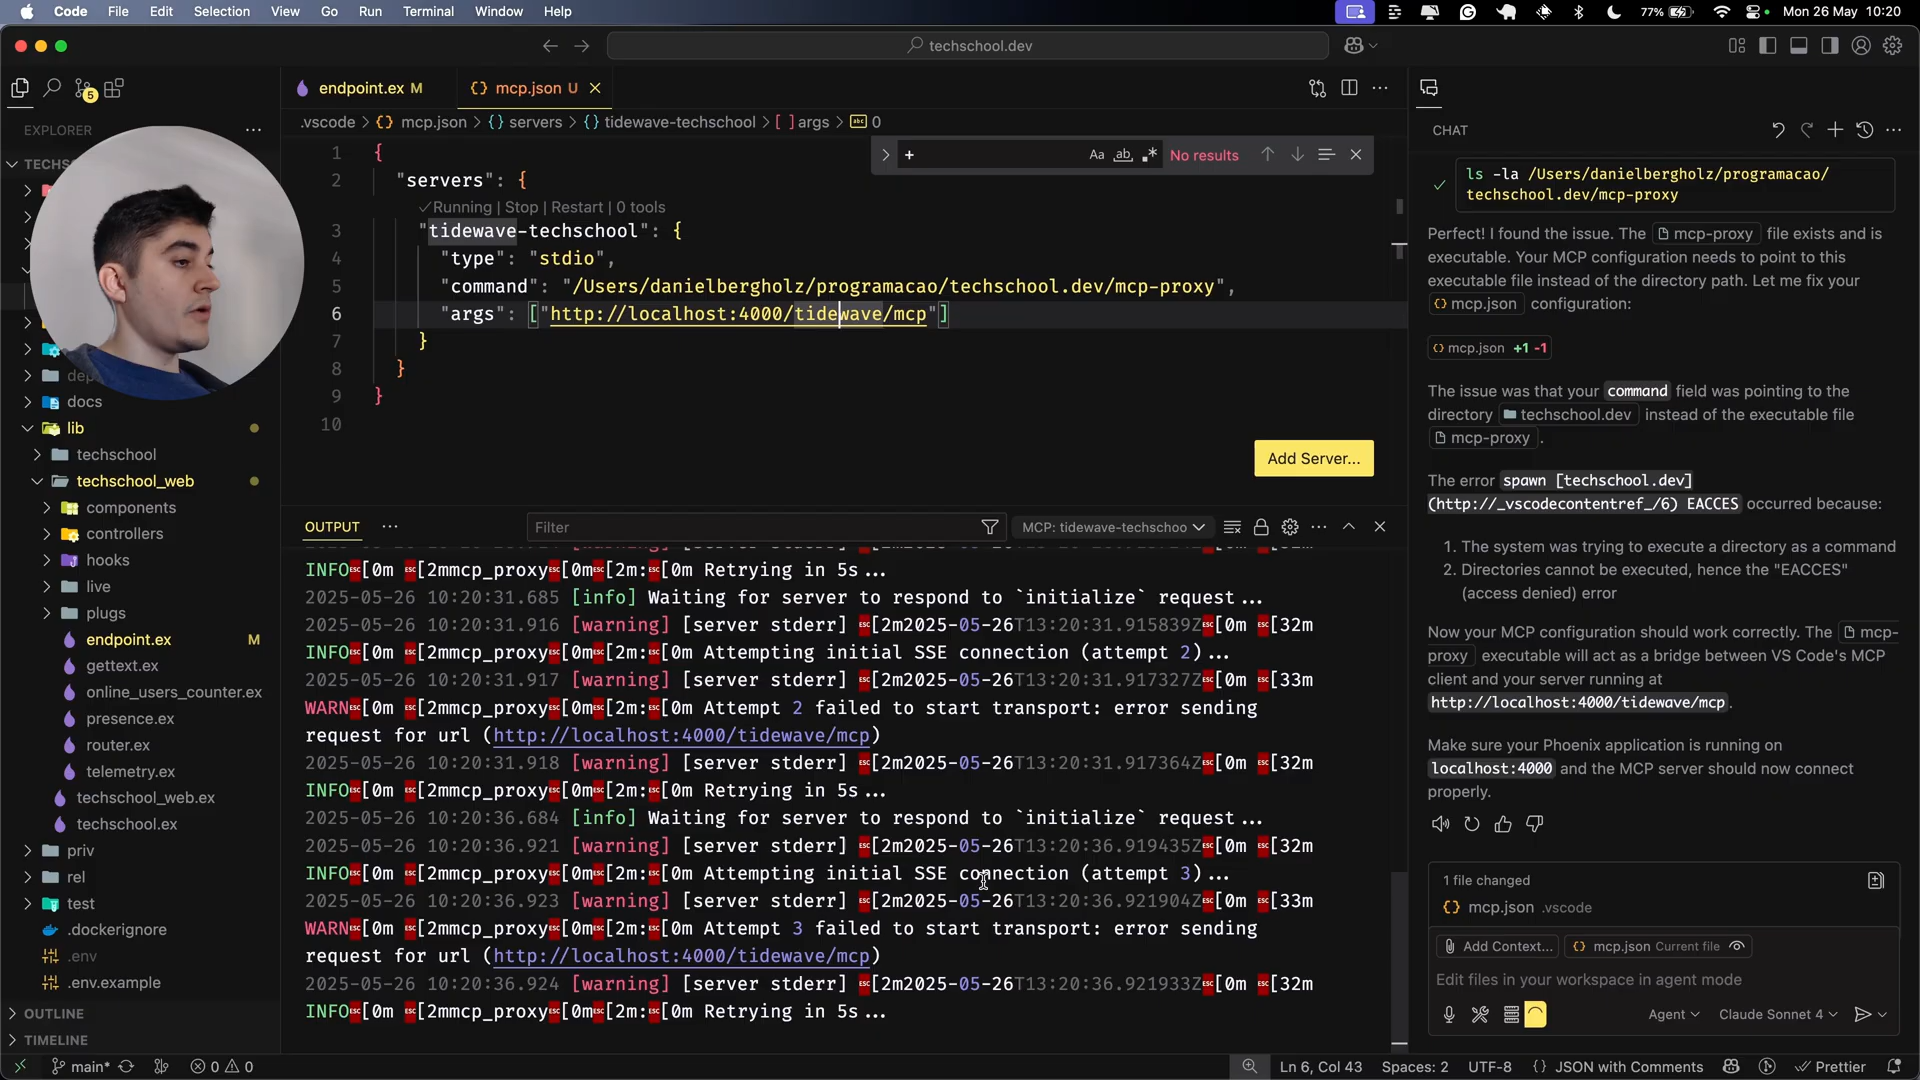 Code File Edit Selection View Go Run Terminal Window Help
77% Mon 26 May 10:20
techschool.dev
endpoint.ex M
mcp.json U
.vscode > mcp.json > {} servers > {} tidewave-techschool > [ ] args > abc 0
EXPLORER
TECHS
docs
lib
techschool
techschool_web
components
controllers
hooks
live
plugs
endpoint.ex M
gettext.ex
online_users_counter.ex
presence.ex
router.ex
telemetry.ex
techschool_web.ex
techschool.ex
priv
rel
test
.dockerignore
.env
.env.example
OUTLINE
TIMELINE
+ Aa ab No results
1 {
2 "servers": {
✓Running | Stop | Restart | 0 tools
3 "tidewave-techschool": {
4 "type": "stdio",
5 "command": "/Users/danielbergholz/programacao/techschool.dev/mcp-proxy",
6 "args": ["http://localhost:4000/tidewave/mcp"]
7 }
8 }
9 }
10
Add Server...
OUTPUT Filter MCP: tidewave-techschoo
INFO␛[0m ␛[2mmcp_proxy␛[0m␛[2m:␛[0m Retrying in 5s...
2025-05-26 10:20:31.685 [info] Waiting for server to respond to `initialize` request...
2025-05-26 10:20:31.916 [warning] [server stderr] ␛[2m2025-05-26T13:20:31.915839Z␛[0m ␛[32m
INFO␛[0m ␛[2mmcp_proxy␛[0m␛[2m:␛[0m Attempting initial SSE connection (attempt 2)...
2025-05-26 10:20:31.917 [warning] [server stderr] ␛[2m2025-05-26T13:20:31.917327Z␛[0m ␛[33m
WARN␛[0m ␛[2mmcp_proxy␛[0m␛[2m:␛[0m Attempt 2 failed to start transport: error sending
request for url (http://localhost:4000/tidewave/mcp)
2025-05-26 10:20:31.918 [warning] [server stderr] ␛[2m2025-05-26T13:20:31.917364Z␛[0m ␛[32m
INFO␛[0m ␛[2mmcp_proxy␛[0m␛[2m:␛[0m Retrying in 5s...
2025-05-26 10:20:36.684 [info] Waiting for server to respond to `initialize` request...
2025-05-26 10:20:36.921 [warning] [server stderr] ␛[2m2025-05-26T13:20:36.919435Z␛[0m ␛[32m
INFO␛[0m ␛[2mmcp_proxy␛[0m␛[2m:␛[0m Attempting initial SSE connection (attempt 3)...
2025-05-26 10:20:36.923 [warning] [server stderr] ␛[2m2025-05-26T13:20:36.921904Z␛[0m ␛[33m
WARN␛[0m ␛[2mmcp_proxy␛[0m␛[2m:␛[0m Attempt 3 failed to start transport: error sending
request for url (http://localhost:4000/tidewave/mcp)
2025-05-26 10:20:36.924 [warning] [server stderr] ␛[2m2025-05-26T13:20:36.921933Z␛[0m ␛[32m
INFO␛[0m ␛[2mmcp_proxy␛[0m␛[2m:␛[0m Retrying in 5s...
CHAT
ls -la /Users/danielbergholz/programacao/
techschool.dev/mcp-proxy
Perfect! I found the issue. The mcp-proxy file exists and is
executable. Your MCP configuration needs to point to this
executable file instead of the directory path. Let me fix your
mcp.json configuration:
mcp.json +1 -1
The issue was that your command field was pointing to the
directory techschool.dev instead of the executable file
mcp-proxy .
The error spawn [techschool.dev]
(http://_vscodecontentref_/6) EACCES occurred because:
1. The system was trying to execute a directory as a command
2. Directories cannot be executed, hence the "EACCES"
(access denied) error
Now your MCP configuration should work correctly. The mcp-
proxy executable will act as a bridge between VS Code's MCP
client and your server running at
http://localhost:4000/tidewave/mcp.
Make sure your Phoenix application is running on
localhost:4000 and the MCP server should now connect
properly.
1 file changed
mcp.json .vscode
Add Context... mcp.json Current file
Edit files in your workspace in agent mode
Agent Claude Sonnet 4
main* 0 0 Ln 6, Col 43 Spaces: 2 UTF-8 {} JSON with Comments Prettier